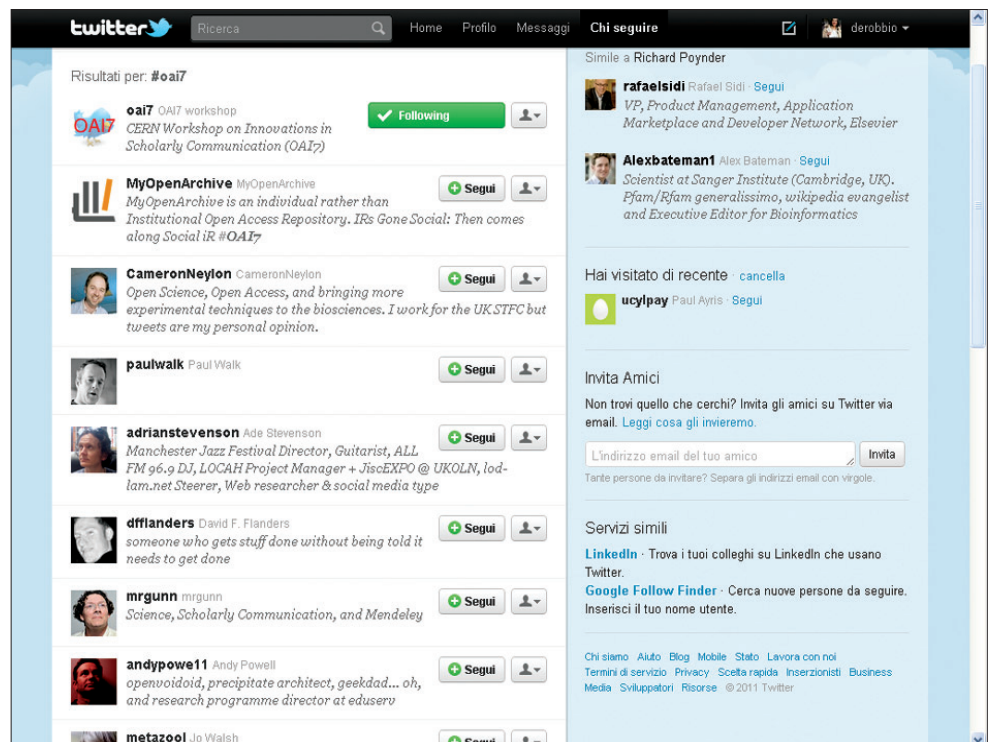 twitter
Ricerca
Home Profilo Messaggi Chi seguire
derobbio
Risultati per: #oai7
OAI7
oai7 OAI7 workshop
Following
CERN Workshop on Innovations in
Scholarly Communication (OAI7)
MyOpenArchive MyOpenArchive
Segui
MyOpenArchive is an individual rather than
Institutional Open Access Repository. IRs Gone Social: Then comes
along Social iR #OAI7
CameronNeylon CameronNeylon
Segui
Open Science, Open Access, and bringing more
experimental techniques to the biosciences. I work for the UK STFC but
tweets are my personal opinion.
paulwalk Paul Walk
Segui
adrianstevenson Ade Stevenson
Segui
Manchester Jazz Festival Director, Guitarist, ALL
FM 96.9 DJ, LOCAH Project Manager + JiscEXPO @ UKOLN, lod-
lam.net Steerer, Web researcher & social media type
dfflanders David F. Flanders
Segui
someone who gets stuff done without being told it
needs to get done
mrgunn mrgunn
Segui
Science, Scholarly Communication, and Mendeley
andypowe11 Andy Powell
Segui
openvoidoid, precipitate architect, geekdad... oh,
and research programme director at eduserv
metazool Jo Walsh
Segui
Simile a Richard Poynder
rafaelsidi Rafael Sidi · Segui
VP, Product Management, Application
Marketplace and Developer Network, Elsevier
Alexbateman1 Alex Bateman · Segui
Scientist at Sanger Institute (Cambridge, UK).
Pfam/Rfam generalissimo, wikipedia evangelist
and Executive Editor for Bioinformatics
Hai visitato di recente · cancella
ucylpay Paul Ayris · Segui
Invita Amici
Non trovi quello che cerchi? Invita gli amici su Twitter via
email. Leggi cosa gli invieremo.
L'indirizzo email del tuo amico
Invita
Tante persone da invitare? Separa gli indirizzi email con virgole.
Servizi simili
LinkedIn · Trova i tuoi colleghi su LinkedIn che usano
Twitter.
Google Follow Finder · Cerca nuove persone da seguire.
Inserisci il tuo nome utente.
Chi siamo Aiuto Blog Mobile Stato Lavora con noi
Termini di servizio Privacy Scelta rapida Inserzionisti Business
Media Sviluppatori Risorse © 2011 Twitter